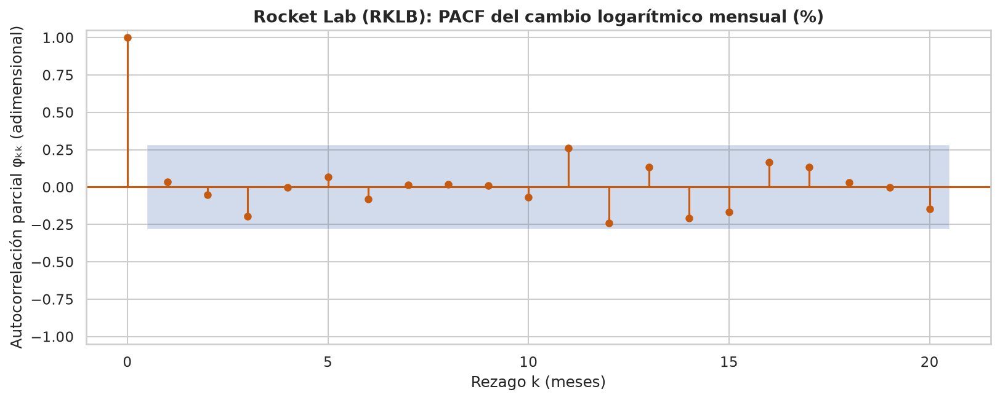 Rocket Lab (RKLB): PACF del cambio logarítmico mensual (%)
Autocorrelación parcial φₖₖ (adimensional)
1.00
0.75
0.50
0.25
0.00
−0.25
−0.50
−0.75
−1.00
0 5 10 15 20
Rezago k (meses)